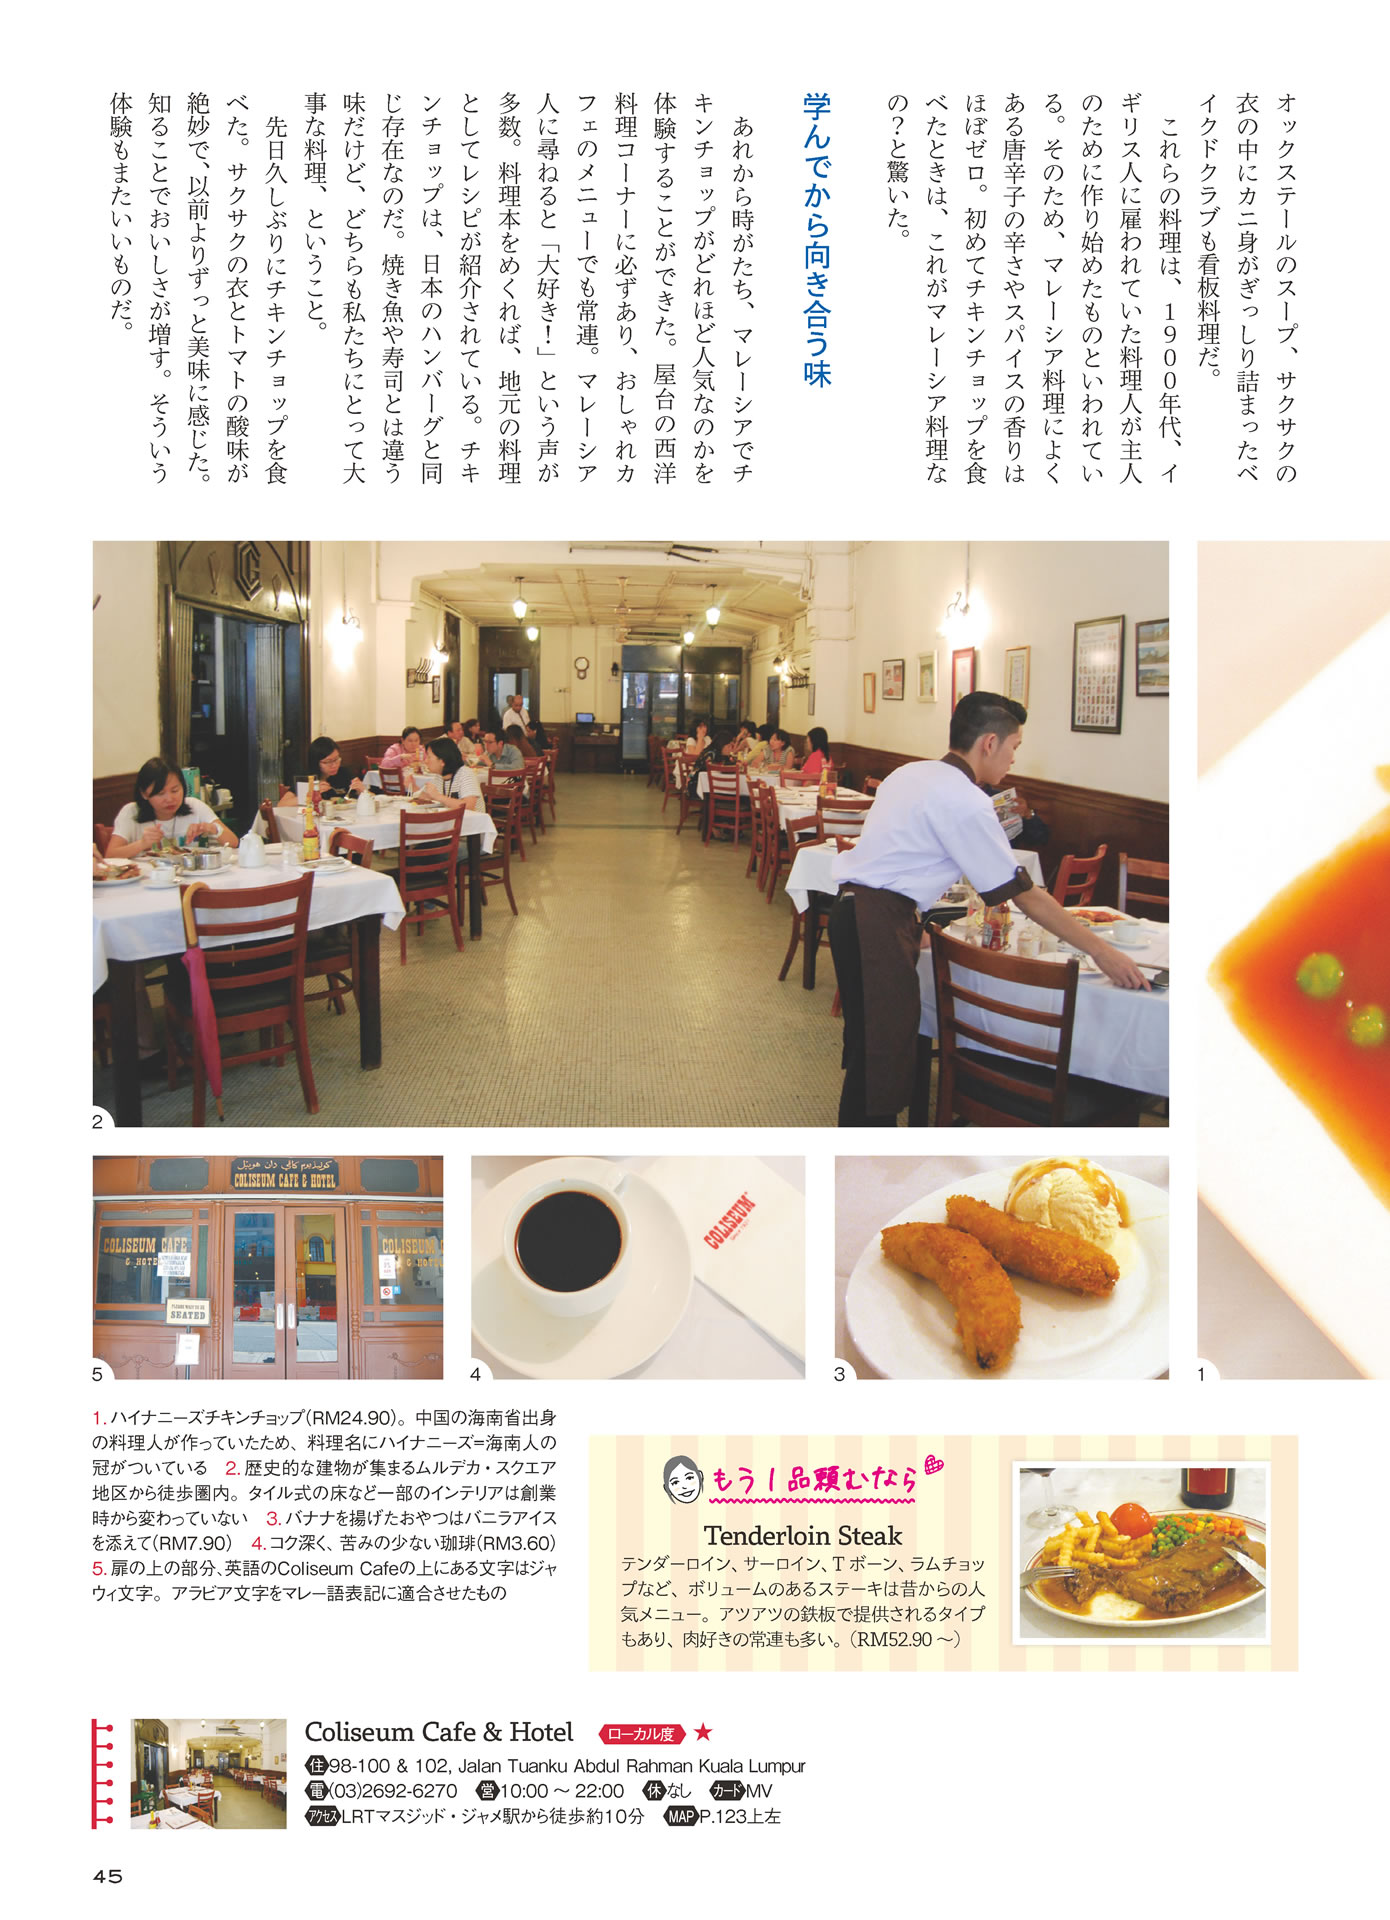 オックステールのスープ、サクサクの
衣の中にカニ身がぎっしり詰まったベ
イクドクラブも看板料理だ。
これらの料理は、1900年代、イ
ギリス人に雇われていた料理人が主人
のために作り始めたものといわれてい
る。そのため、マレーシア料理によく
ある唐辛子の辛さやスパイスの香りは
ほぼゼロ。初めてチキンチョップを食
べたときは、これがマレーシア料理な
の？と驚いた。
学んでから向き合う味
あれから時がたち、マレーシアでチ
キンチョップがどれほど人気なのかを
体験することができた。屋台の西洋
料理コーナーに必ずあり、おしゃれカ
フェのメニューでも常連。マレーシア
人に尋ねると「大好き！」という声が
多数。料理本をめくれば、地元の料理
としてレシピが紹介されている。チキ
ンチョップは、日本のハンバーグと同
じ存在なのだ。焼き魚や寿司とは違う
味だけど、どちらも私たちにとって大
事な料理、ということ。
先日久しぶりにチキンチョップを食
べた。サクサクの衣とトマトの酸味が
絶妙で、以前よりずっと美味に感じた。
知ることでおいしさが増す。そういう
体験もまたいいものだ。
2
COLISEUM CAFE & HOTEL
COLISEUM CAFE
& HOTEL
SEATED
5
COLISEUM
4
3
1
1. ハイナニーズチキンチョップ（RM24.90）。中国の海南省出身
の料理人が作っていたため、料理名にハイナニーズ=海南人の
冠がついている 2. 歴史的な建物が集まるムルデカ・スクエア
地区から徒歩圏内。タイル式の床など一部のインテリアは創業
時から変わっていない 3. バナナを揚げたおやつはバニラアイス
を添えて（RM7.90） 4. コク深く、苦みの少ない珈琲（RM3.60）
5. 扉の上の部分、英語のColiseum Cafeの上にある文字はジャ
ウィ文字。アラビア文字をマレー語表記に適合させたもの
もう1品頼むなら
Tenderloin Steak
テンダーロイン、サーロイン、Tボーン、ラムチョッ
プなど、ボリュームのあるステーキは昔からの人
気メニュー。アツアツの鉄板で提供されるタイプ
もあり、肉好きの常連も多い。（RM52.90〜）
Coliseum Cafe & Hotel ローカル度 ★
住 98-100 & 102, Jalan Tuanku Abdul Rahman Kuala Lumpur
電 (03)2692-6270 営 10:00〜22:00 休 なし カード MV
アクセス LRTマスジッド・ジャメ駅から徒歩約10分 MAP P.123上左
45